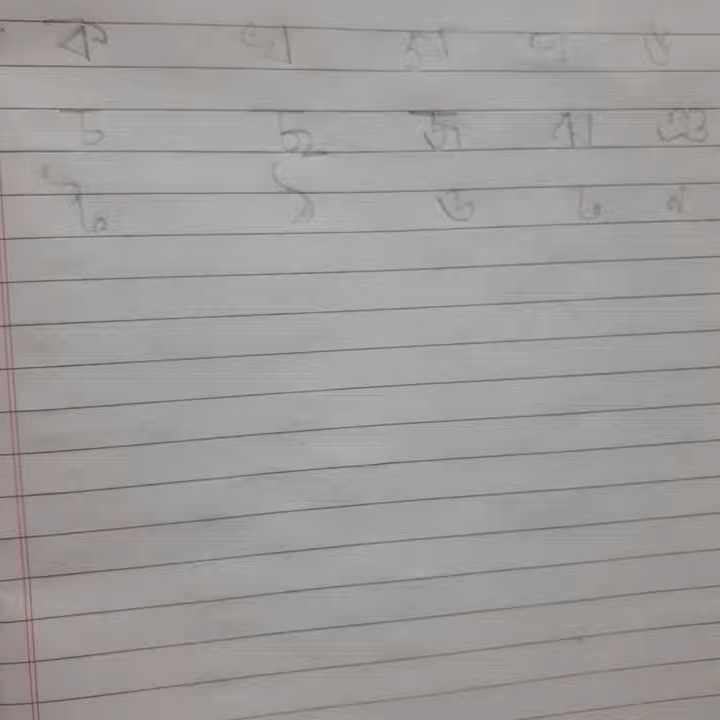 ক খ গ ঘ ঙ
চ ছ জ ঝ ঞ
ট ঠ ড ঢ ণ